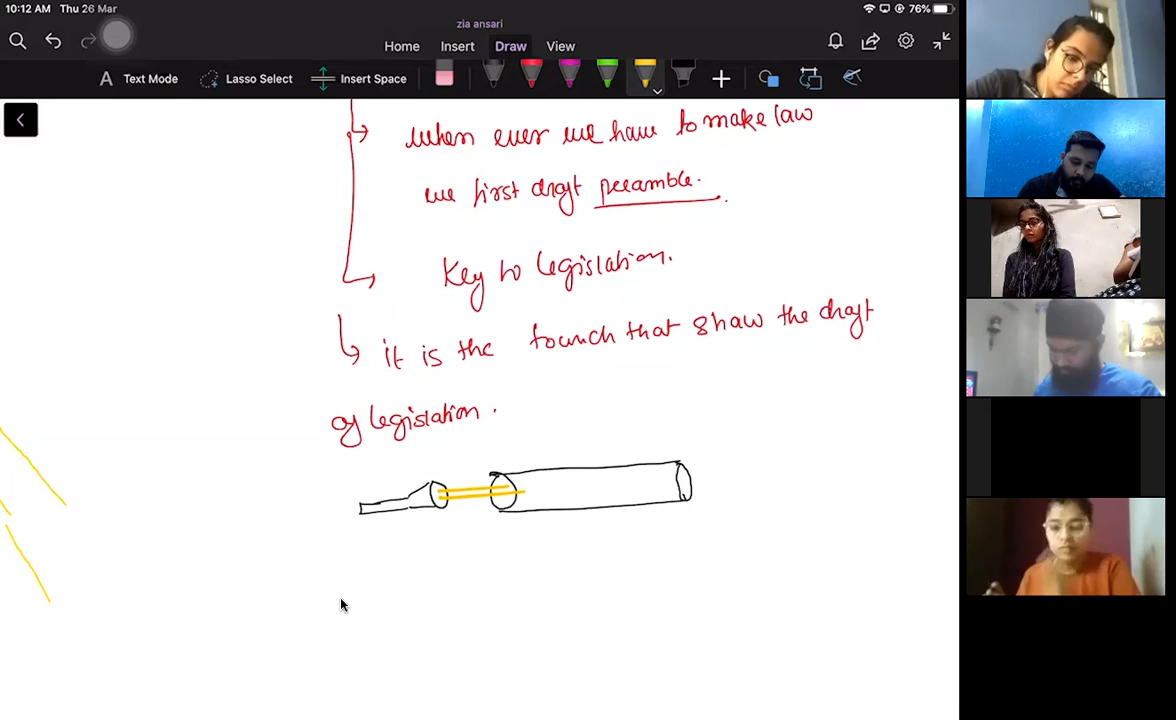 10:12 AM Thu 26 Mar
76%
zia ansari
Home Insert Draw View
Text Mode Lasso Select Insert Space
when ever we have to make law
we first draft preamble.
Key to legislation.
it is the tourch that shaw the draft
of legislation.